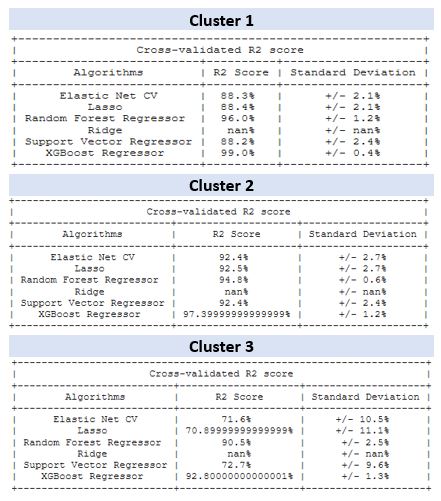 Cluster 1
Cross-validated R2 score
Algorithms | R2 Score | Standard Deviation
Elastic Net CV | 88.3% | +/- 2.1%
Lasso | 88.4% | +/- 2.1%
Random Forest Regressor | 96.0% | +/- 1.2%
Ridge | nan% | +/- nan%
Support Vector Regressor | 88.2% | +/- 2.4%
XGBoost Regressor | 99.0% | +/- 0.4%
Cluster 2
Cross-validated R2 score
Algorithms | R2 Score | Standard Deviation
Elastic Net CV | 92.4% | +/- 2.7%
Lasso | 92.5% | +/- 2.7%
Random Forest Regressor | 94.8% | +/- 0.6%
Ridge | nan% | +/- nan%
Support Vector Regressor | 92.4% | +/- 2.4%
XGBoost Regressor | 97.39999999999999% | +/- 1.2%
Cluster 3
Cross-validated R2 score
Algorithms | R2 Score | Standard Deviation
Elastic Net CV | 71.6% | +/- 10.5%
Lasso | 70.89999999999999% | +/- 11.1%
Random Forest Regressor | 90.5% | +/- 2.5%
Ridge | nan% | +/- nan%
Support Vector Regressor | 72.7% | +/- 9.6%
XGBoost Regressor | 92.80000000000001% | +/- 1.3%